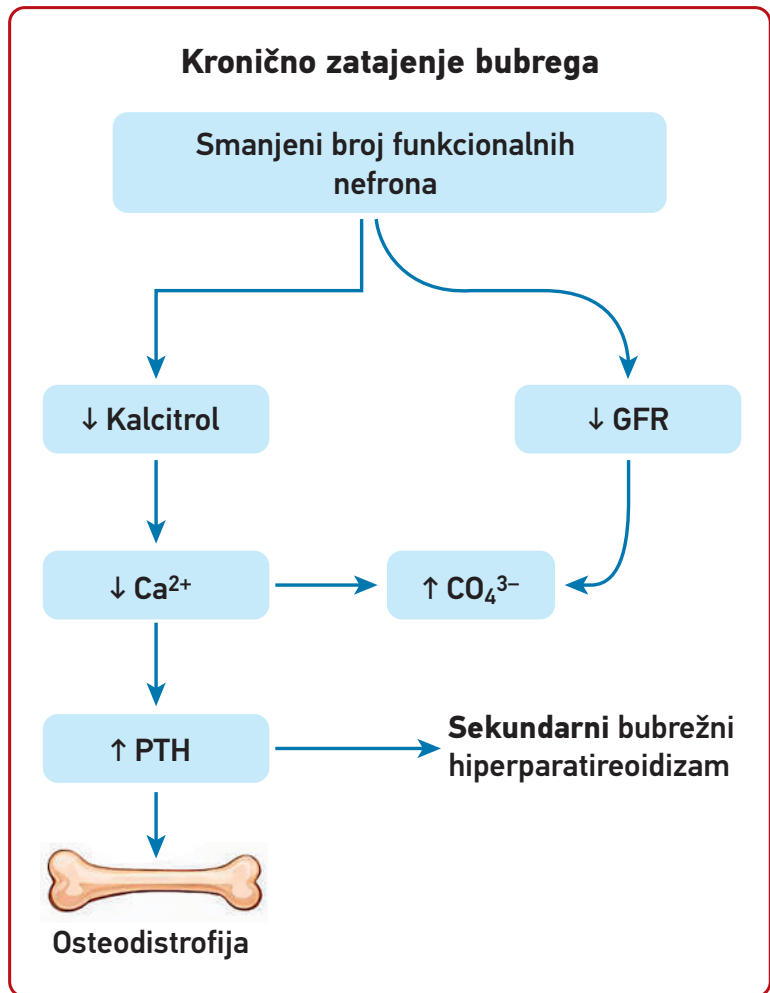 Kronično zatajenje bubrega
Smanjeni broj funkcionalnih
nefrona
↓ Kalcitrol
↓ GFR
↓ Ca²⁺
↑ CO₄³⁻
↑ PTH
Sekundarni bubrežni
hiperparatireoidizam
Osteodistrofija